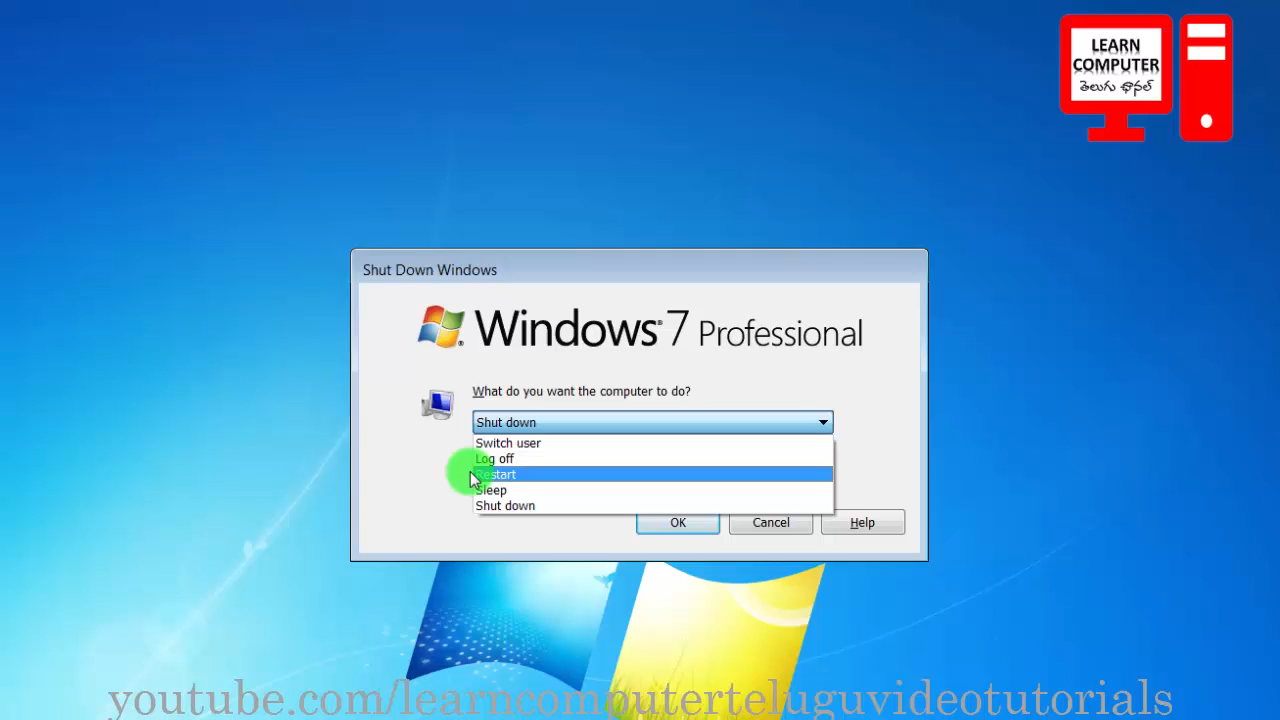 LEARN
COMPUTER
తెలుగు ఛానల్
Shut Down Windows
Windows® 7 Professional
What do you want the computer to do?
Shut down
Switch user
Log off
Restart
Sleep
Shut down
OK Cancel Help
youtube.com/learncomputerteluguvideotutorials